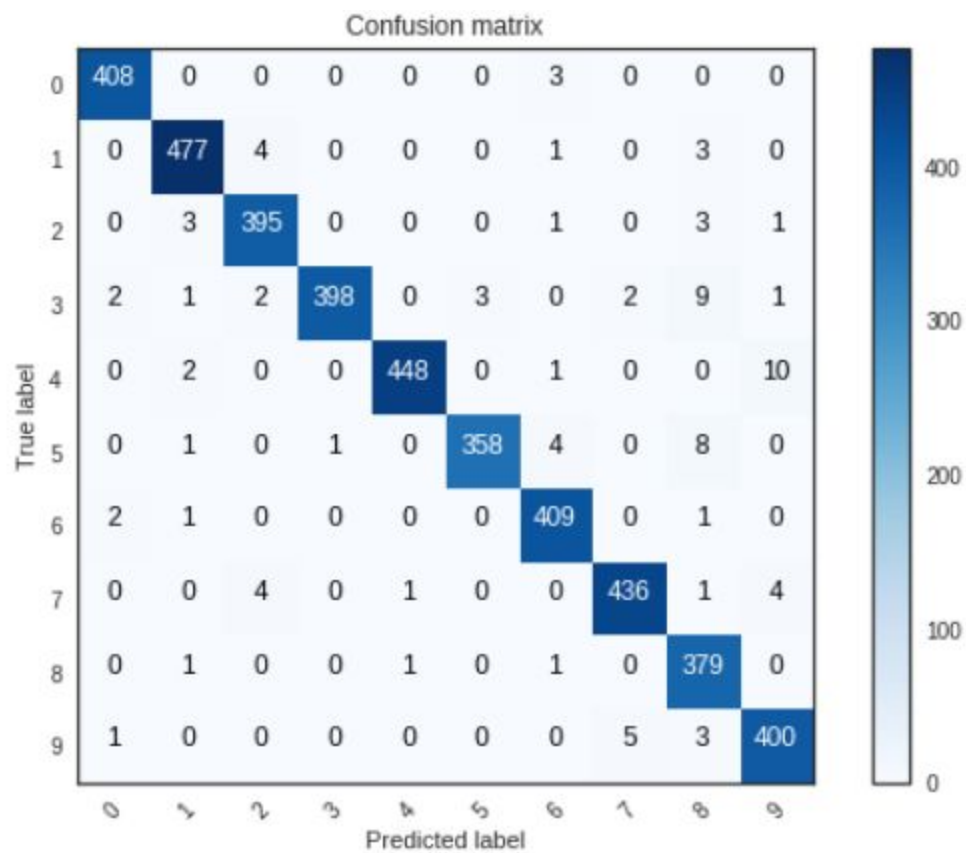 Confusion matrix
0 408 0 0 0 0 0 3 0 0 0
1 0 477 4 0 0 0 1 0 3 0
2 0 3 395 0 0 0 1 0 3 1
3 2 1 2 398 0 3 0 2 9 1
4 0 2 0 0 448 0 1 0 0 10
5 0 1 0 1 0 358 4 0 8 0
6 2 1 0 0 0 0 409 0 1 0
7 0 0 4 0 1 0 0 436 1 4
8 0 1 0 0 1 0 1 0 379 0
9 1 0 0 0 0 0 0 5 3 400
0 1 2 3 4 5 6 7 8 9
True label
Predicted label
400
300
200
100
0